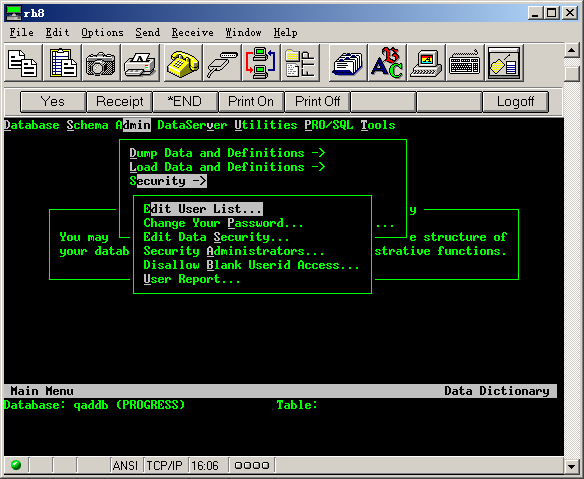 rh8
File Edit Options Send Receive Window Help
B
A C
Yes Receipt *END Print On Print Off Logoff
Database Schema Admin DataServer Utilities PRO/SQL Tools
Dump Data and Definitions ->
Load Data and Definitions ->
Security ->
Edit User List... y
Change Your Password... ...
You may Edit Data Security... e structure of
your datab Security Administrators... strative functions.
Disallow Blank Userid Access...
User Report...
Main Menu Data Dictionary
Database: qaddb (PROGRESS) Table:
ANSI TCP/IP 16:06